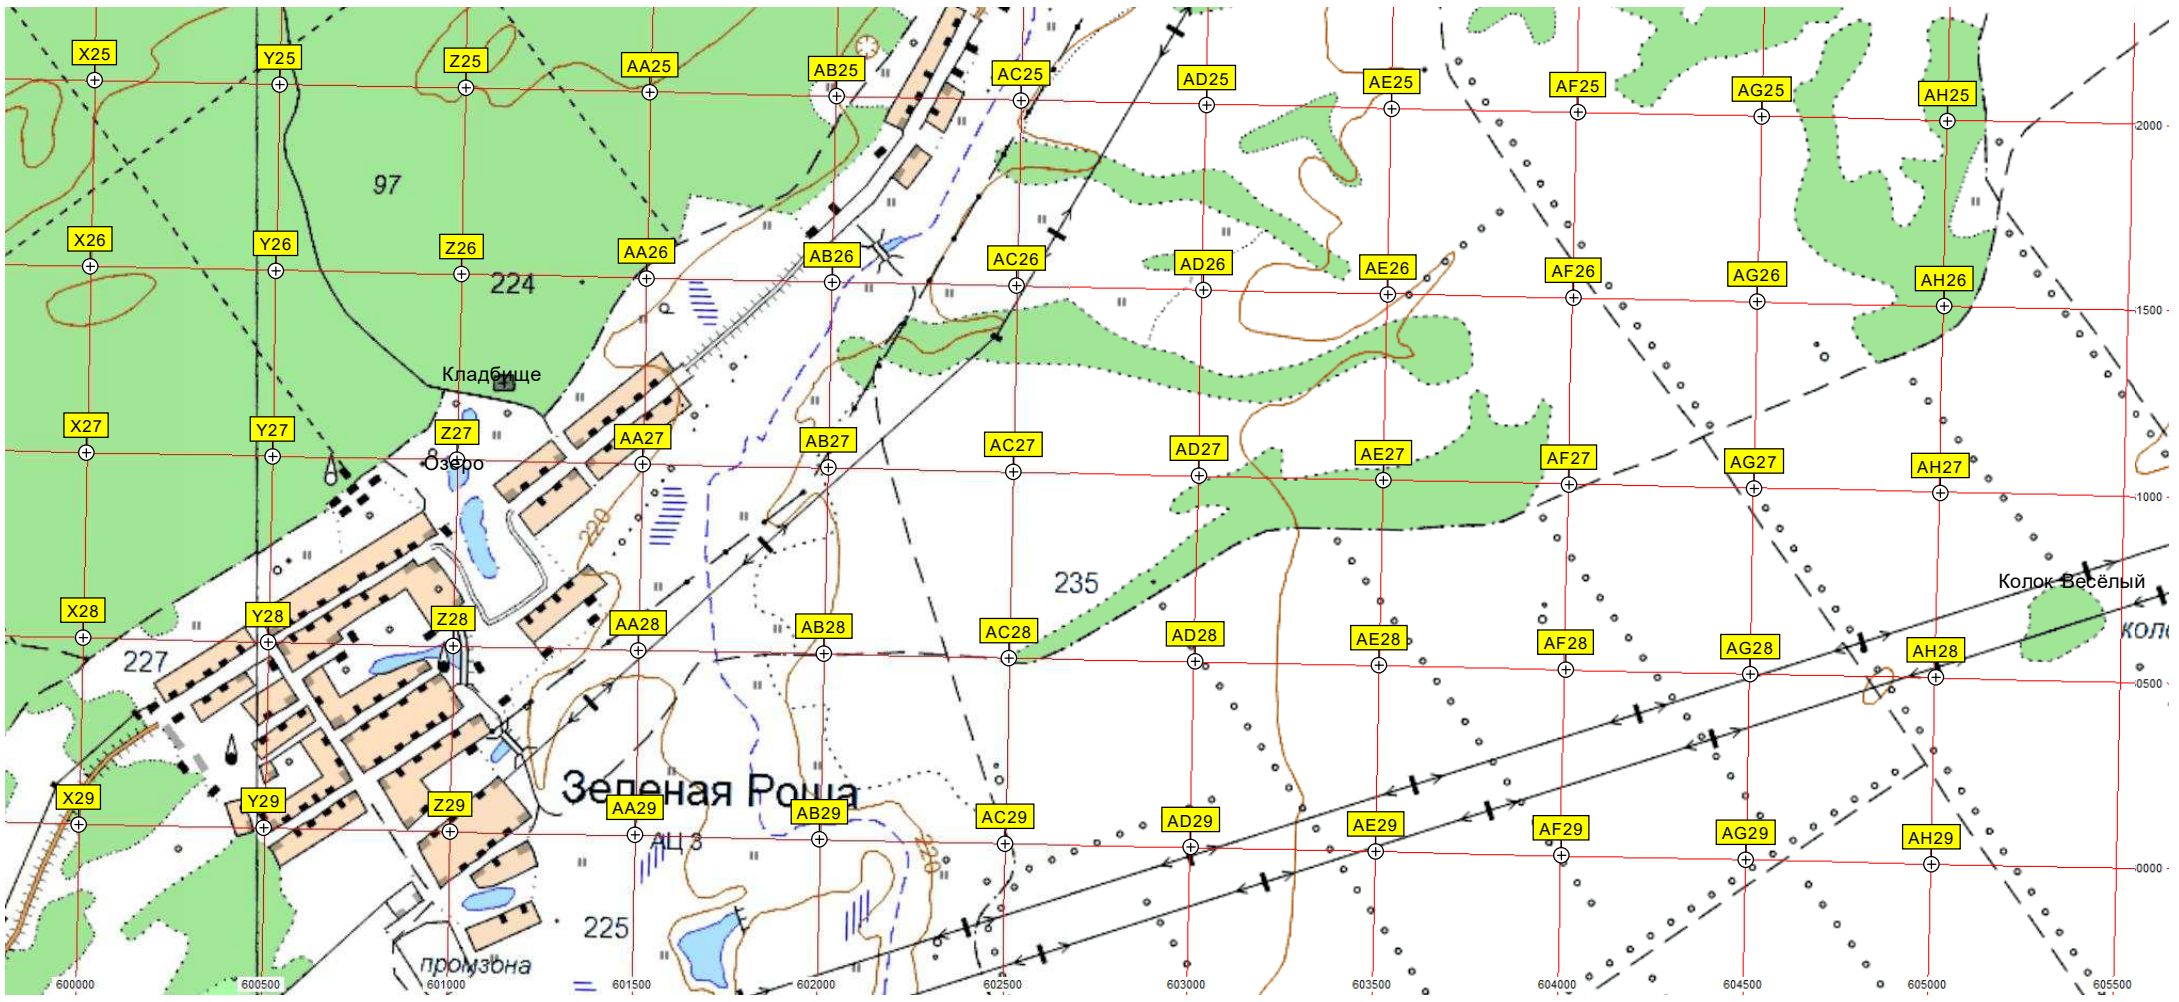 X25 Y25 Z25 AA25 AB25 AC25 AD25 AE25 AF25 AG25 AH25
2000
97
X26 Y26 Z26 AA26 AB26 AC26 AD26 AE26 AF26 AG26 AH26
224
1500
Кладбище
X27 Y27 Z27 AA27 AB27 AC27 AD27 AE27 AF27 AG27 AH27
Озеро
1000
220
235
Колок Весёлый
X28 Y28 Z28 AA28 AB28 AC28 AD28 AE28 AF28 AG28 AH28
227
0500
Зеленая Роща
X29 Y29 Z29 AA29 AB29 AC29 AD29 AE29 AF29 AG29 AH29
АЦ 3
220
0000
225
промзона
600000 600500 601000 601500 602000 602500 603000 603500 604000 604500 605000 605500